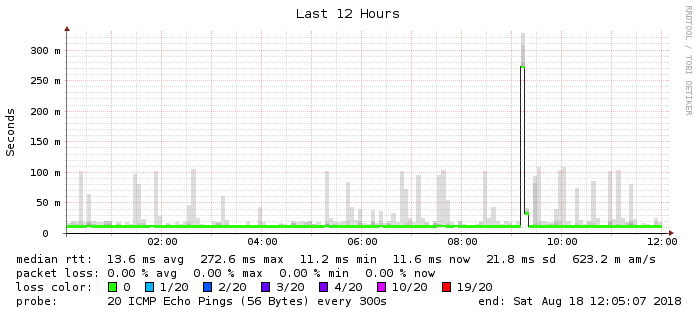 Last 12 Hours
RRDTOOL / TOBI OETIKER
Seconds
300 m
250 m
200 m
150 m
100 m
50 m
0
02:00 04:00 06:00 08:00 10:00 12:00
median rtt: 13.6 ms avg 272.6 ms max 11.2 ms min 11.6 ms now 21.8 ms sd 623.2 m am/s
packet loss: 0.00 % avg 0.00 % max 0.00 % min 0.00 % now
loss color: 0 1/20 2/20 3/20 4/20 10/20 19/20
probe: 20 ICMP Echo Pings (56 Bytes) every 300s end: Sat Aug 18 12:05:07 2018